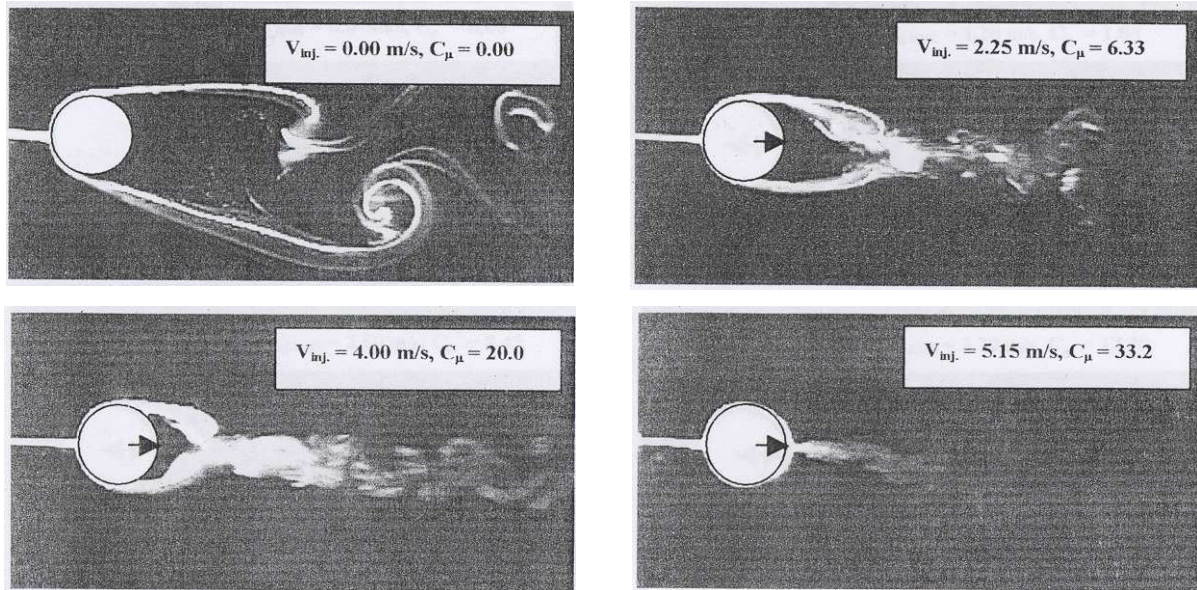 V_inj. = 0.00 m/s, C_μ = 0.00
V_inj. = 2.25 m/s, C_μ = 6.33
V_inj. = 4.00 m/s, C_μ = 20.0
V_inj. = 5.15 m/s, C_μ = 33.2